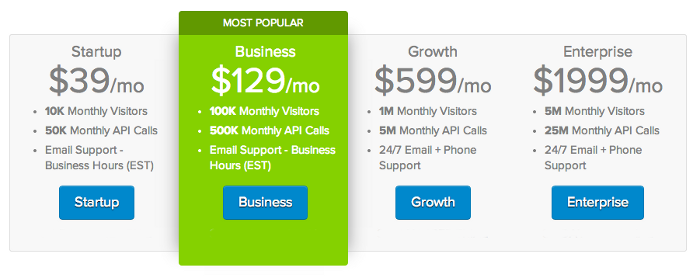 MOST POPULAR
Startup
$39/mo
• 10K Monthly Visitors
• 50K Monthly API Calls
• Email Support -
Business Hours (EST)
Startup
Business
$129/mo
• 100K Monthly Visitors
• 500K Monthly API Calls
• Email Support - Business
Hours (EST)
Business
Growth
$599/mo
• 1M Monthly Visitors
• 5M Monthly API Calls
• 24/7 Email + Phone
Support
Growth
Enterprise
$1999/mo
• 5M Monthly Visitors
• 25M Monthly API Calls
• 24/7 Email + Phone
Support
Enterprise